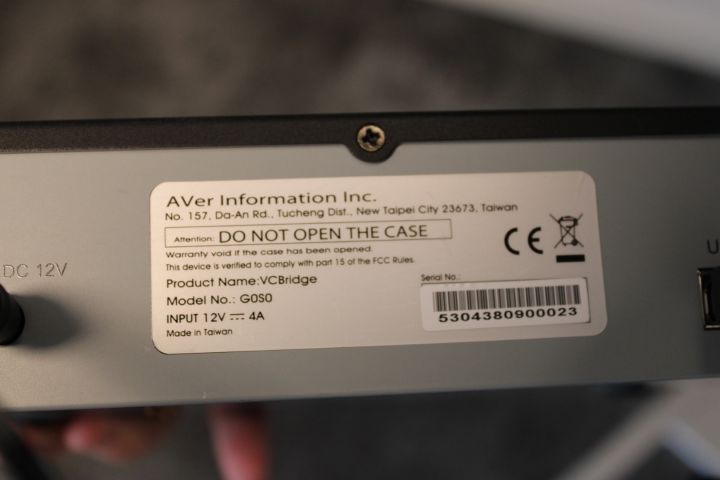 AVer Information Inc.
No. 157, Da-An Rd., Tucheng Dist., New Taipei City 23673, Taiwan
Attention: DO NOT OPEN THE CASE
Warranty void if the case has been opened.
This device is verified to comply with part 15 of the FCC Rules.
Product Name:VCBridge
Model No.: G0S0
INPUT 12V ⎓ 4A
Made in Taiwan
CE
Serial No.:
5304380900023
DC 12V